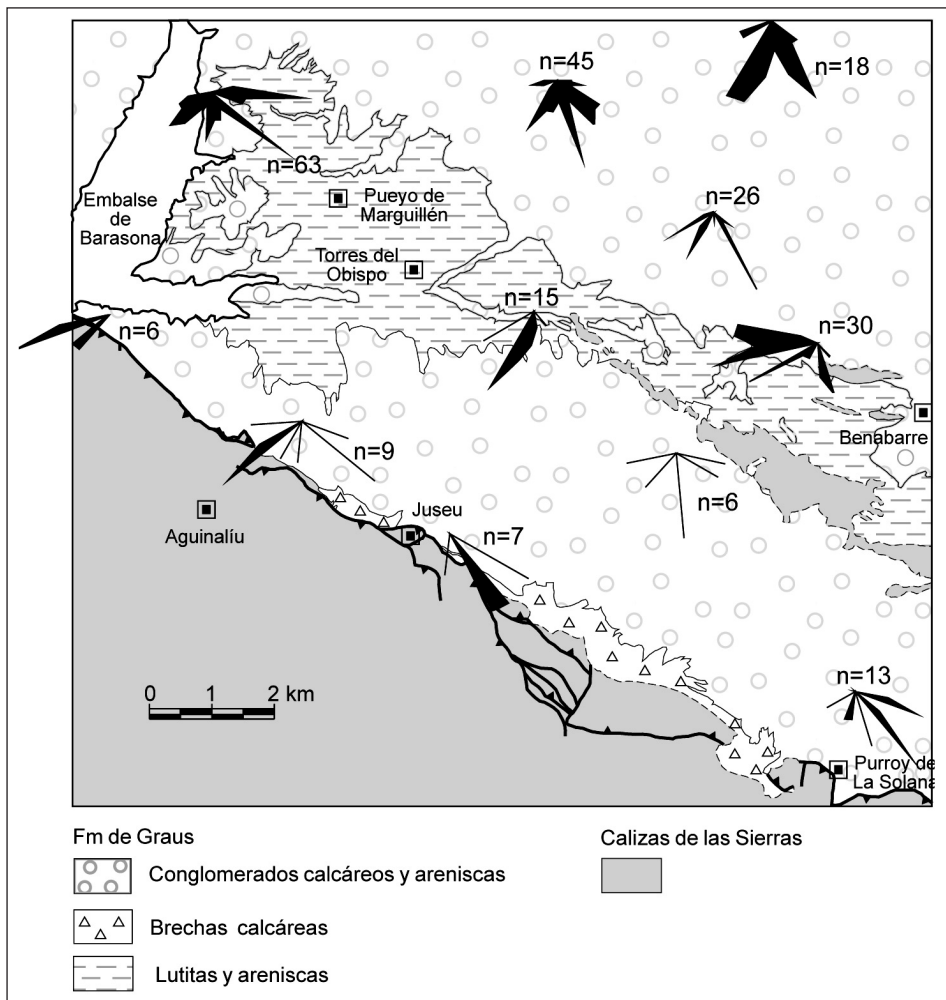 n=45
n=18
n=63
Embalse
de
Barasona
Pueyo de
Marguillén
n=26
Torres del
Obispo
n=15
n=6
n=30
Benabarre
n=9
n=6
Aguinalíu
Juseu
n=7
0 1 2 km
n=13
Purroy de
La Solana
Fm de Graus
Conglomerados calcáreos y areniscas
Brechas calcáreas
Lutitas y areniscas
Calizas de las Sierras